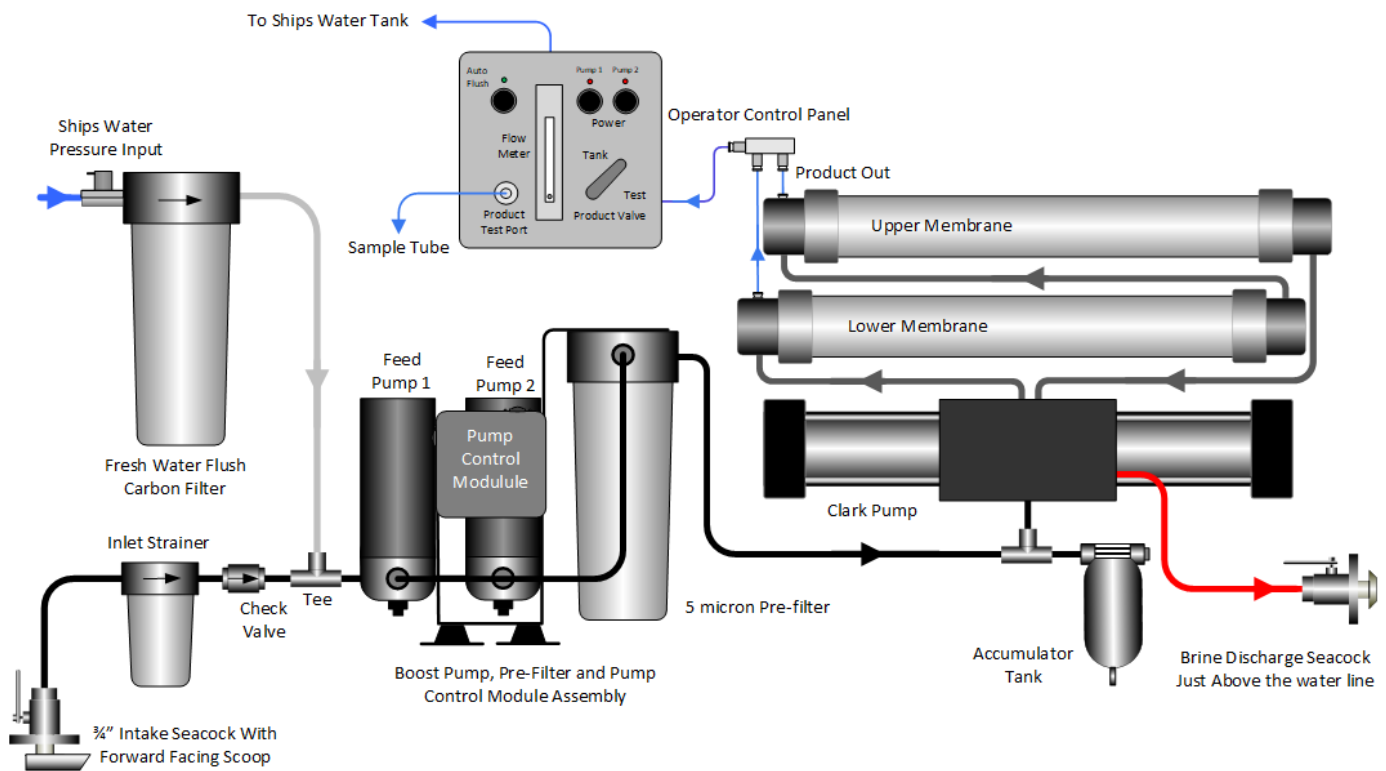 To Ships Water Tank
Auto
Flush
Pump 1
Pump 2
Power
Flow
Meter
Tank
Test
Product Valve
Product
Test Port
Sample Tube
Operator Control Panel
Product Out
Ships Water
Pressure Input
Upper Membrane
Lower Membrane
Feed
Pump 1
Feed
Pump 2
Pump
Control
Modulule
Fresh Water Flush
Carbon Filter
Clark Pump
Inlet Strainer
Check
Valve
Tee
5 micron Pre-filter
Boost Pump, Pre-Filter and Pump
Control Module Assembly
Accumulator
Tank
Brine Discharge Seacock
Just Above the water line
¾” Intake Seacock With
Forward Facing Scoop